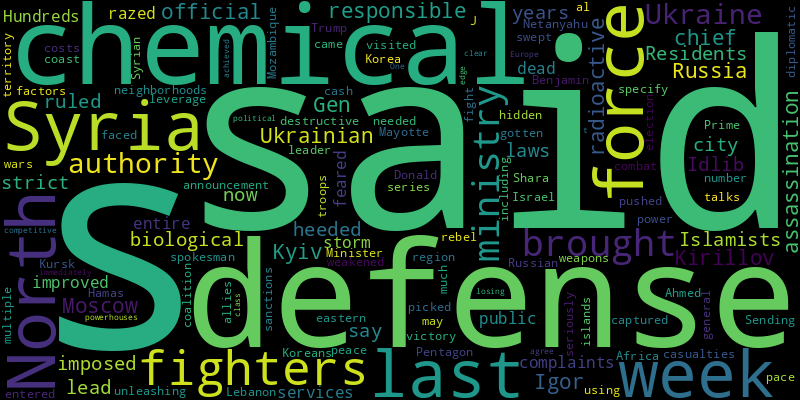 Hundreds razed official responsible years Netanyahu al
chemical force Ukraine
Trump J swept
territory Syrian achieved Mozambique
costs came visited chief
coast Korea dead Residents diplomatic
One edge clear Europe Benjamin Russia
factors neighborhoods said radioactive specify
ruled leverage cash fight
Syria Gen political destructive needed hidden election
faced Ukrainian Mayotte gotten Prime city
wars authority leader Donald laws combat Idlib assassination
strict announcement series Shara number
now feared troops including Israel pushed talks
North S entire heeded rebel ministry brought power Islamists
competitive biological storm Minister region Russian Kirillov
Kursk spokesman Kyiv weakened much weapons
immediately Hamas defense losing
improved coalition allies class sanctions eastern picked public seriously islands captured Ahmed general Sending
multiple Moscow say may victory
powerhouses Koreans peace Pentagon agree Africa casualties
imposed fighters last complaints week
lead unleashing Lebanon services Igor using pace
entered